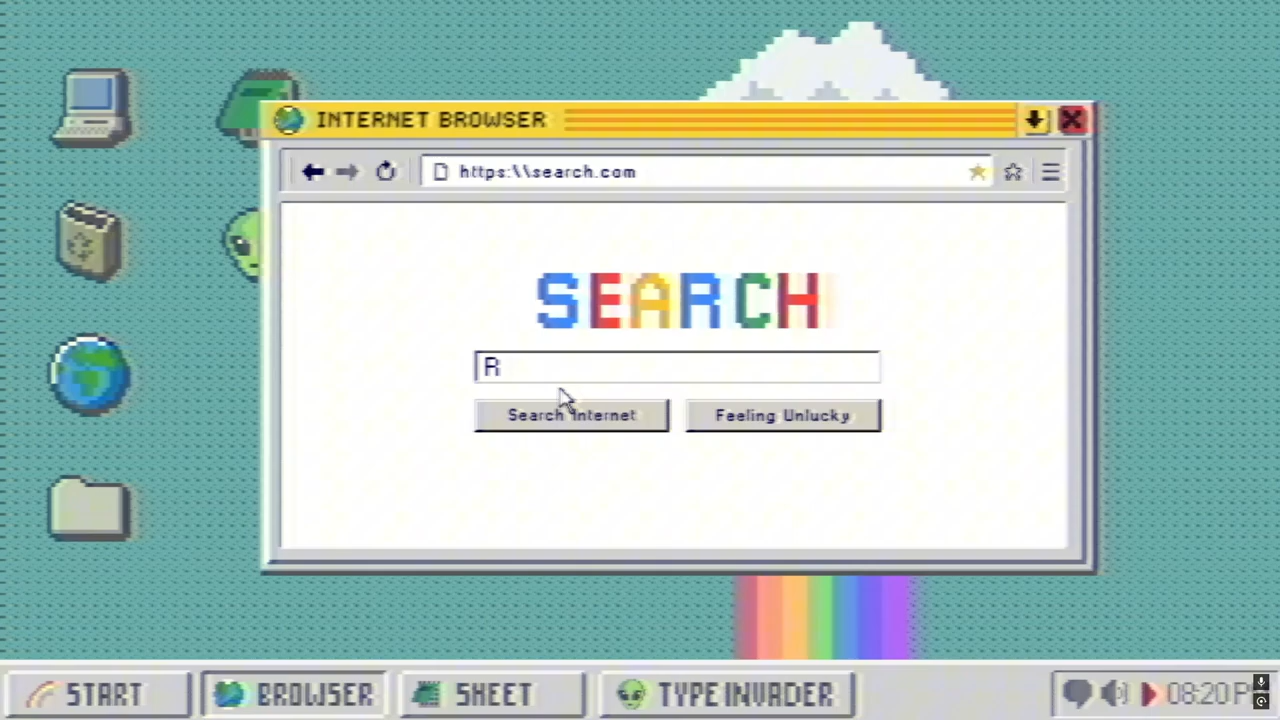 INTERNET BROWSER
https:\\search.com
SEARCH
R
Search Internet
Feeling Unlucky
START
BROWSER
SHEET
TYPE INVADER
08:20 P